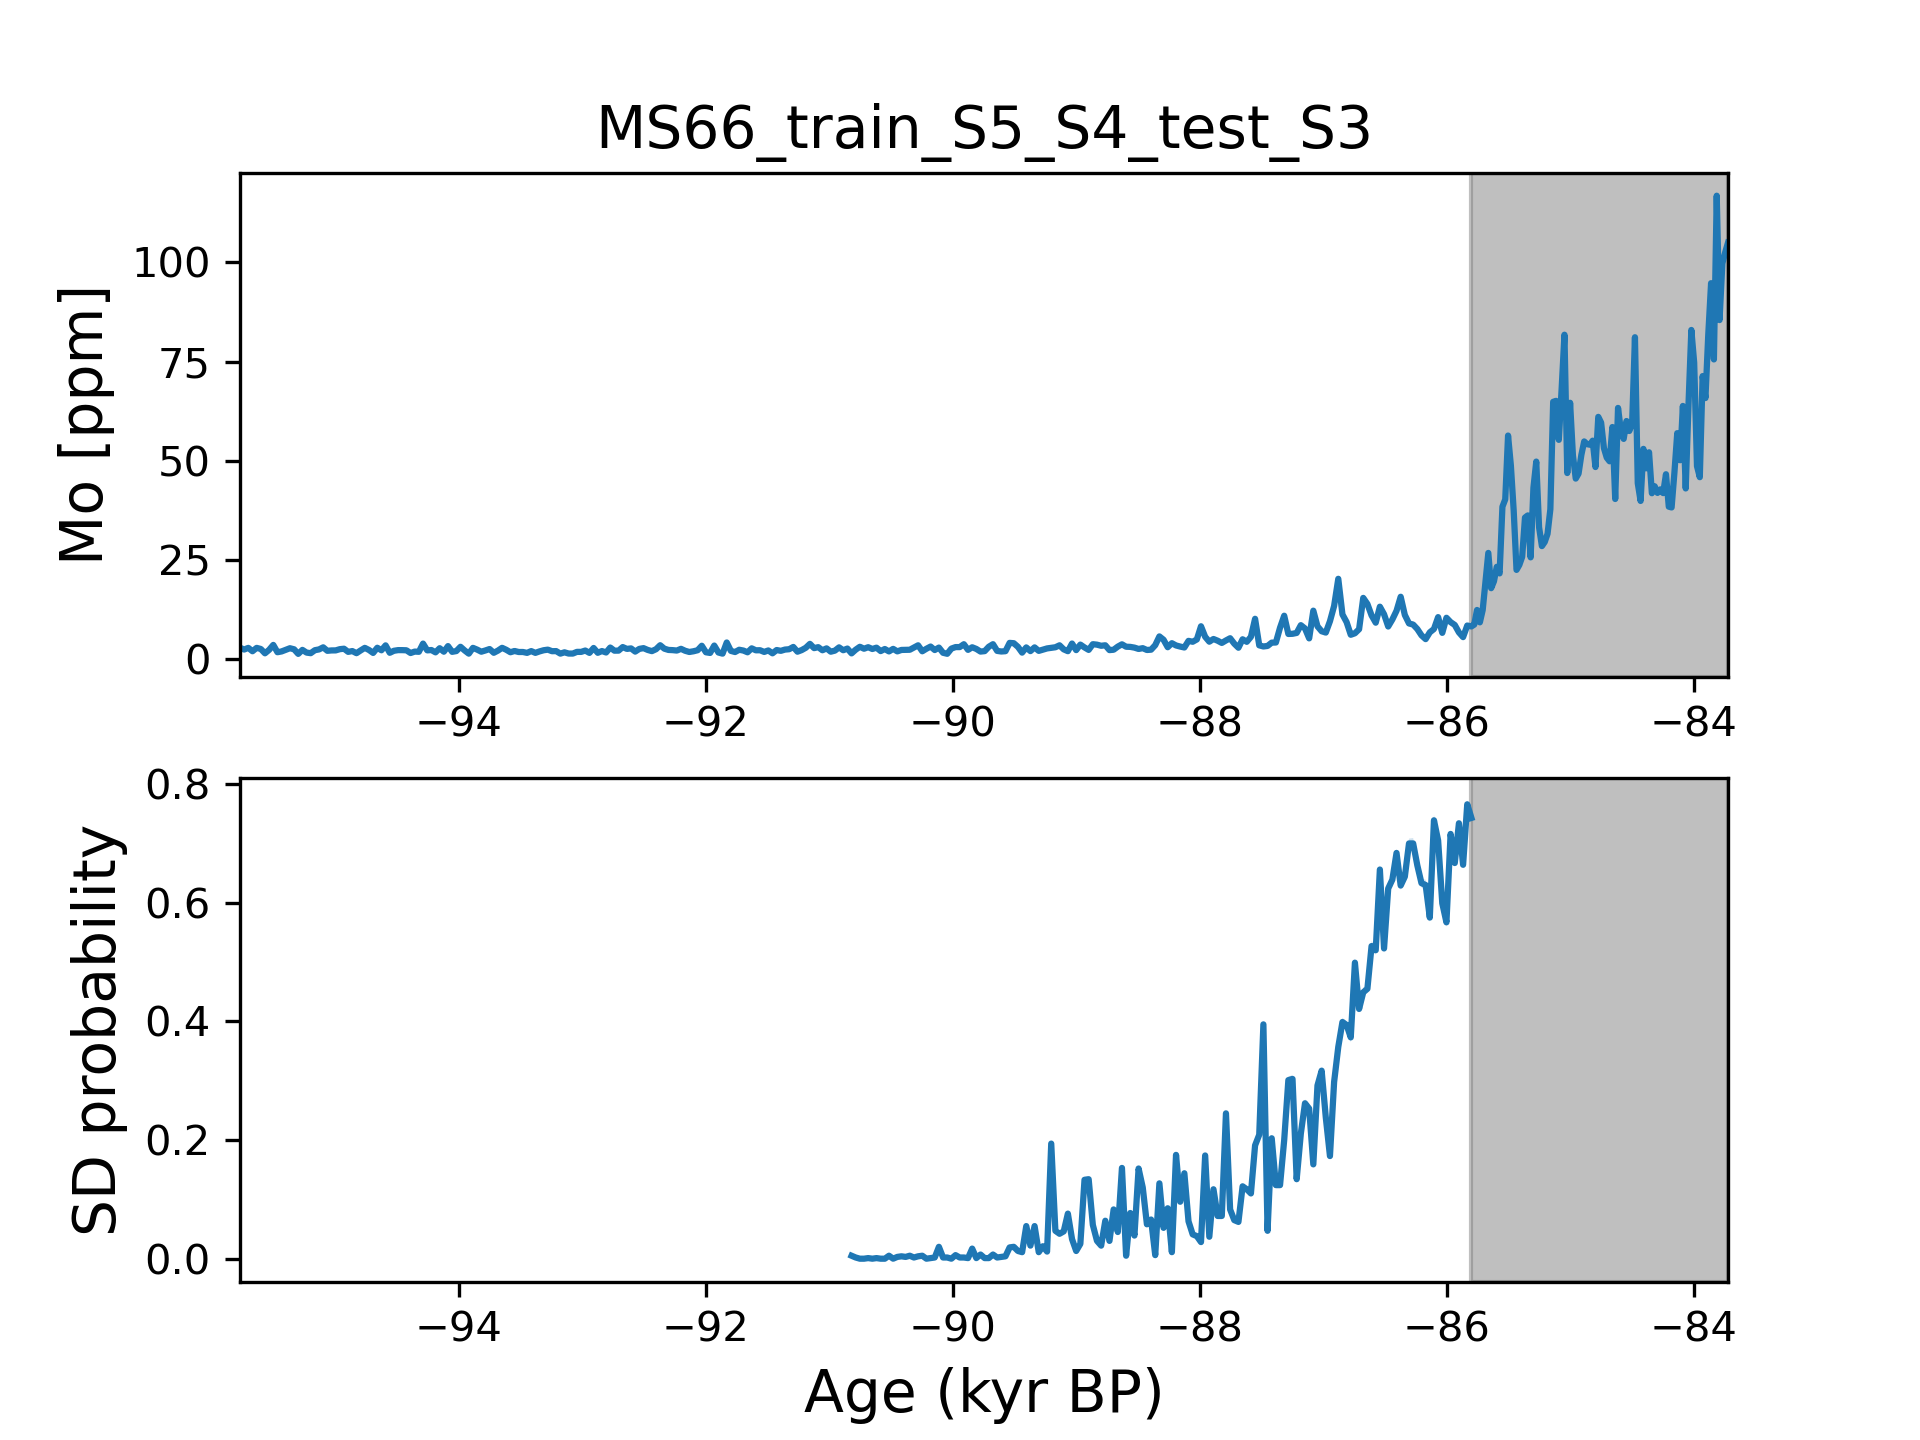 MS66_train_S5_S4_test_S3
Mo [ppm]
100
75
50
25
0
−94 −92 −90 −88 −86 −84
SD probability
0.8
0.6
0.4
0.2
0.0
−94 −92 −90 −88 −86 −84
Age (kyr BP)